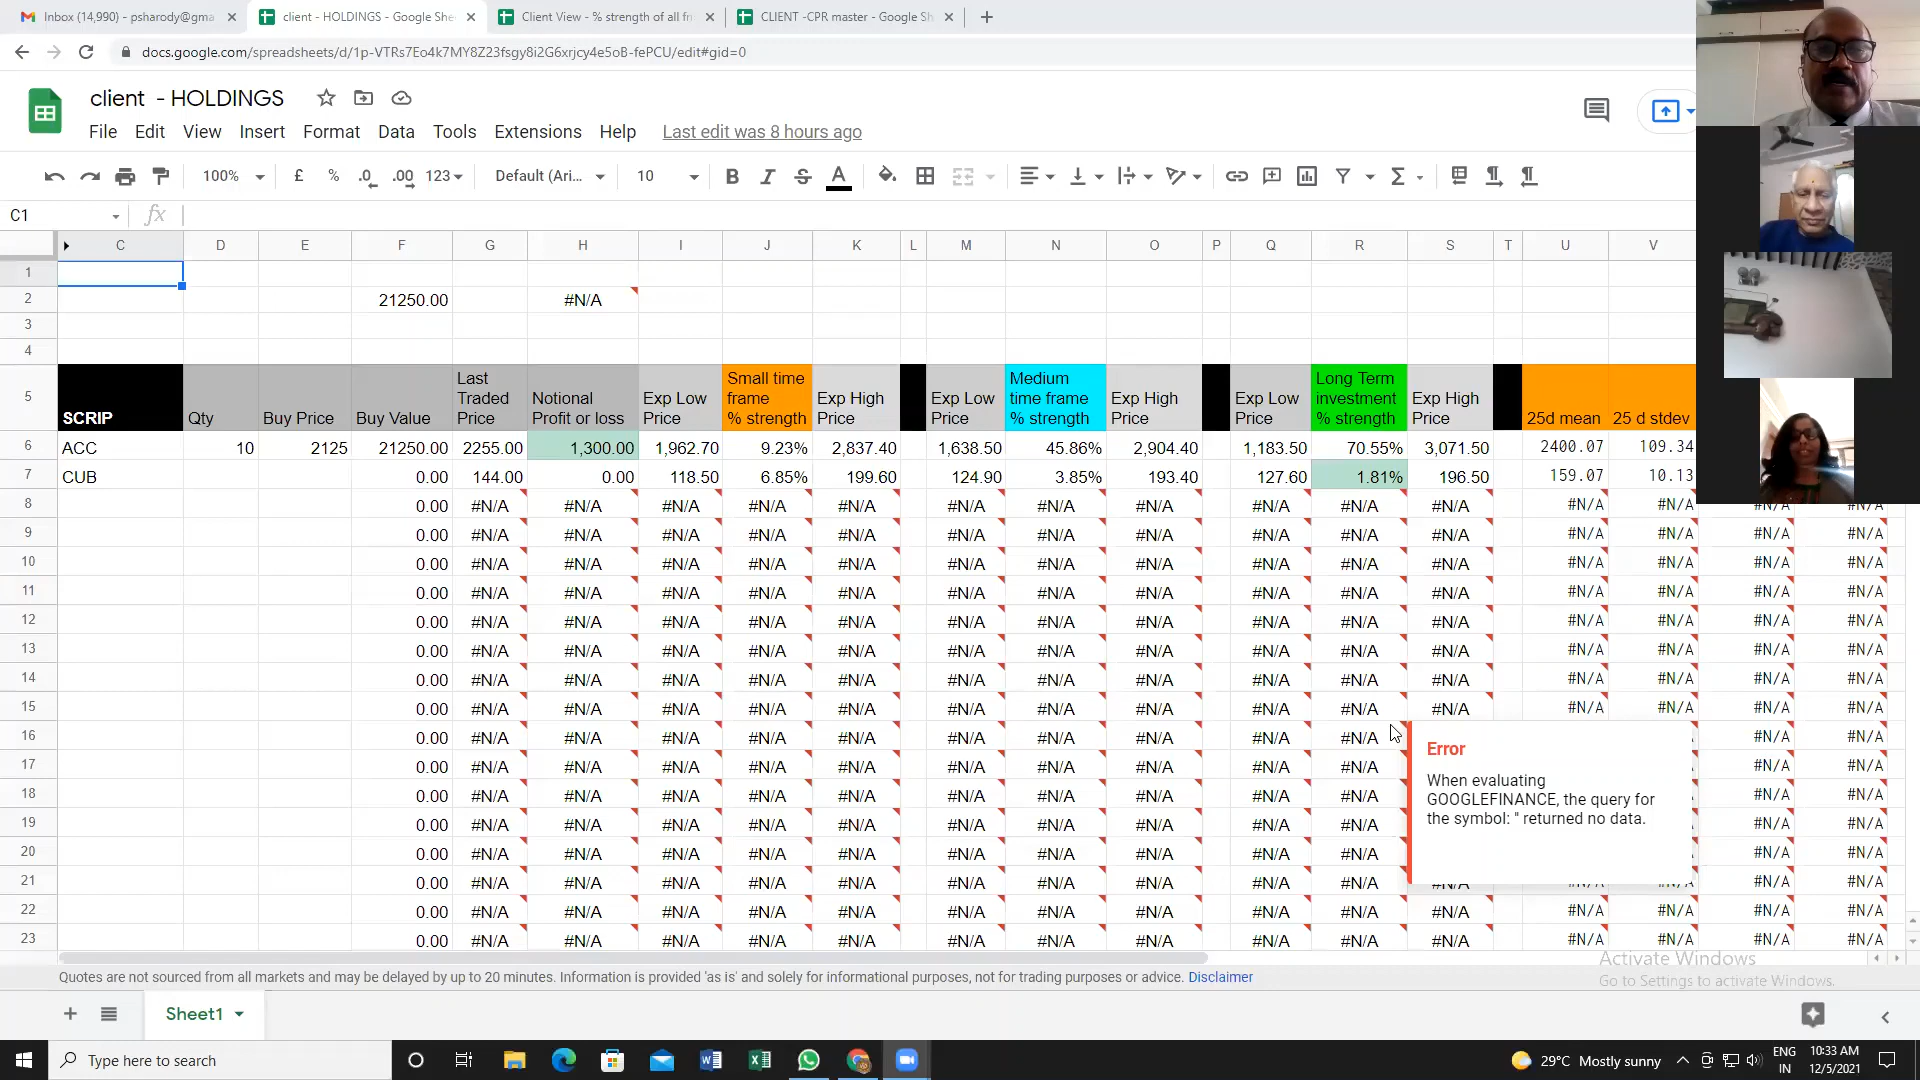 Inbox (14,990) - psharody@gma
client - HOLDINGS - Google She
Client View - % strength of all fr
CLIENT -CPR master - Google Sh
docs.google.com/spreadsheets/d/1p-VTRs7Eo4k7MY8Z23fsgy8i2G6xrjcy4e5oB-fePCU/edit#gid=0
client - HOLDINGS
File Edit View Insert Format Data Tools Extensions Help Last edit was 8 hours ago
100% £ % .0 .00 123 Default (Ari... 10 B I S A
C1 fx
C D E F G H I J K L M N O P Q R S T U V
1
2 21250.00 #N/A
3
4
5 SCRIP Qty Buy Price Buy Value Last Traded Price Notional Profit or loss Exp Low Price Small time frame % strength Exp High Price Exp Low Price Medium time frame % strength Exp High Price Exp Low Price Long Term investment % strength Exp High Price 25d mean 25 d stdev
6 ACC 10 2125 21250.00 2255.00 1,300.00 1,962.70 9.23% 2,837.40 1,638.50 45.86% 2,904.40 1,183.50 70.55% 3,071.50 2400.07 109.34
7 CUB 0.00 144.00 0.00 118.50 6.85% 199.60 124.90 3.85% 193.40 127.60 1.81% 196.50 159.07 10.13
8 0.00 #N/A #N/A #N/A #N/A #N/A #N/A #N/A #N/A #N/A #N/A #N/A #N/A #N/A #N/A #N/A
9 0.00 #N/A #N/A #N/A #N/A #N/A #N/A #N/A #N/A #N/A #N/A #N/A #N/A #N/A #N/A #N/A
10 0.00 #N/A #N/A #N/A #N/A #N/A #N/A #N/A #N/A #N/A #N/A #N/A #N/A #N/A #N/A #N/A
11 0.00 #N/A #N/A #N/A #N/A #N/A #N/A #N/A #N/A #N/A #N/A #N/A #N/A #N/A #N/A #N/A
12 0.00 #N/A #N/A #N/A #N/A #N/A #N/A #N/A #N/A #N/A #N/A #N/A #N/A #N/A #N/A #N/A
13 0.00 #N/A #N/A #N/A #N/A #N/A #N/A #N/A #N/A #N/A #N/A #N/A #N/A #N/A #N/A #N/A
14 0.00 #N/A #N/A #N/A #N/A #N/A #N/A #N/A #N/A #N/A #N/A #N/A #N/A #N/A #N/A #N/A
15 0.00 #N/A #N/A #N/A #N/A #N/A #N/A #N/A #N/A #N/A #N/A #N/A #N/A #N/A #N/A #N/A
16 0.00 #N/A #N/A #N/A #N/A #N/A #N/A #N/A #N/A #N/A #N/A #N/A #N/A
17 0.00 #N/A #N/A #N/A #N/A #N/A #N/A #N/A #N/A #N/A #N/A #N/A #N/A
18 0.00 #N/A #N/A #N/A #N/A #N/A #N/A #N/A #N/A #N/A #N/A #N/A #N/A
19 0.00 #N/A #N/A #N/A #N/A #N/A #N/A #N/A #N/A #N/A #N/A #N/A #N/A
20 0.00 #N/A #N/A #N/A #N/A #N/A #N/A #N/A #N/A #N/A #N/A #N/A #N/A
21 0.00 #N/A #N/A #N/A #N/A #N/A #N/A #N/A #N/A #N/A #N/A #N/A #N/A #N/A #N/A #N/A
22 0.00 #N/A #N/A #N/A #N/A #N/A #N/A #N/A #N/A #N/A #N/A #N/A #N/A #N/A #N/A #N/A
23 0.00 #N/A #N/A #N/A #N/A #N/A #N/A #N/A #N/A #N/A #N/A #N/A #N/A #N/A #N/A #N/A
Error
When evaluating
GOOGLEFINANCE, the query for
the symbol: '' returned no data.
Activate Windows
Go to Settings to activate Windows.
Quotes are not sourced from all markets and may be delayed by up to 20 minutes. Information is provided 'as is' and solely for informational purposes, not for trading purposes or advice. Disclaimer
Sheet1
Type here to search
29°C Mostly sunny
ENG
IN
10:33 AM
12/5/2021